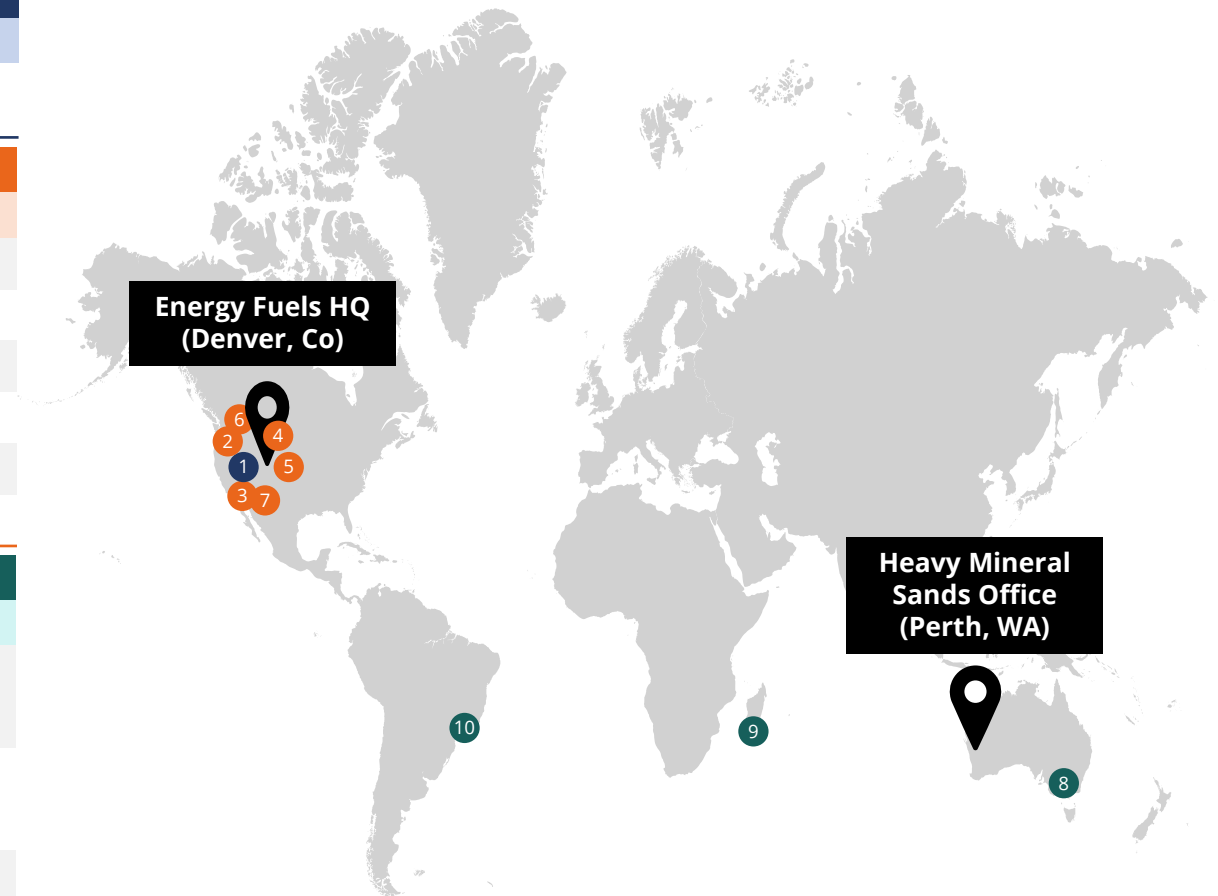 Energy Fuels HQ
(Denver, Co)
6
4
2
1
5
3
7
Heavy Mineral
Sands Office
(Perth, WA)
10
9
8